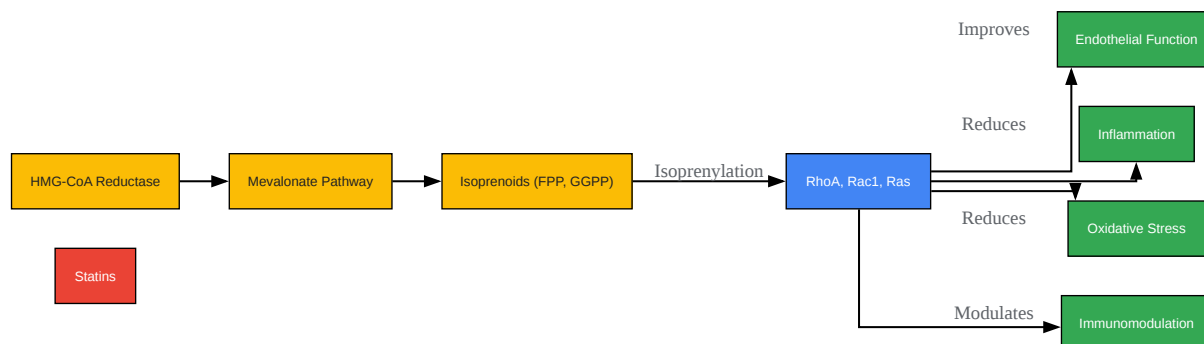 Improves
Endothelial Function
Reduces
Inflammation
HMG-CoA Reductase
Mevalonate Pathway
Isoprenoids (FPP, GGPP)
Isoprenylation
RhoA, Rac1, Ras
Reduces
Oxidative Stress
Statins
Modulates
Immunomodulation